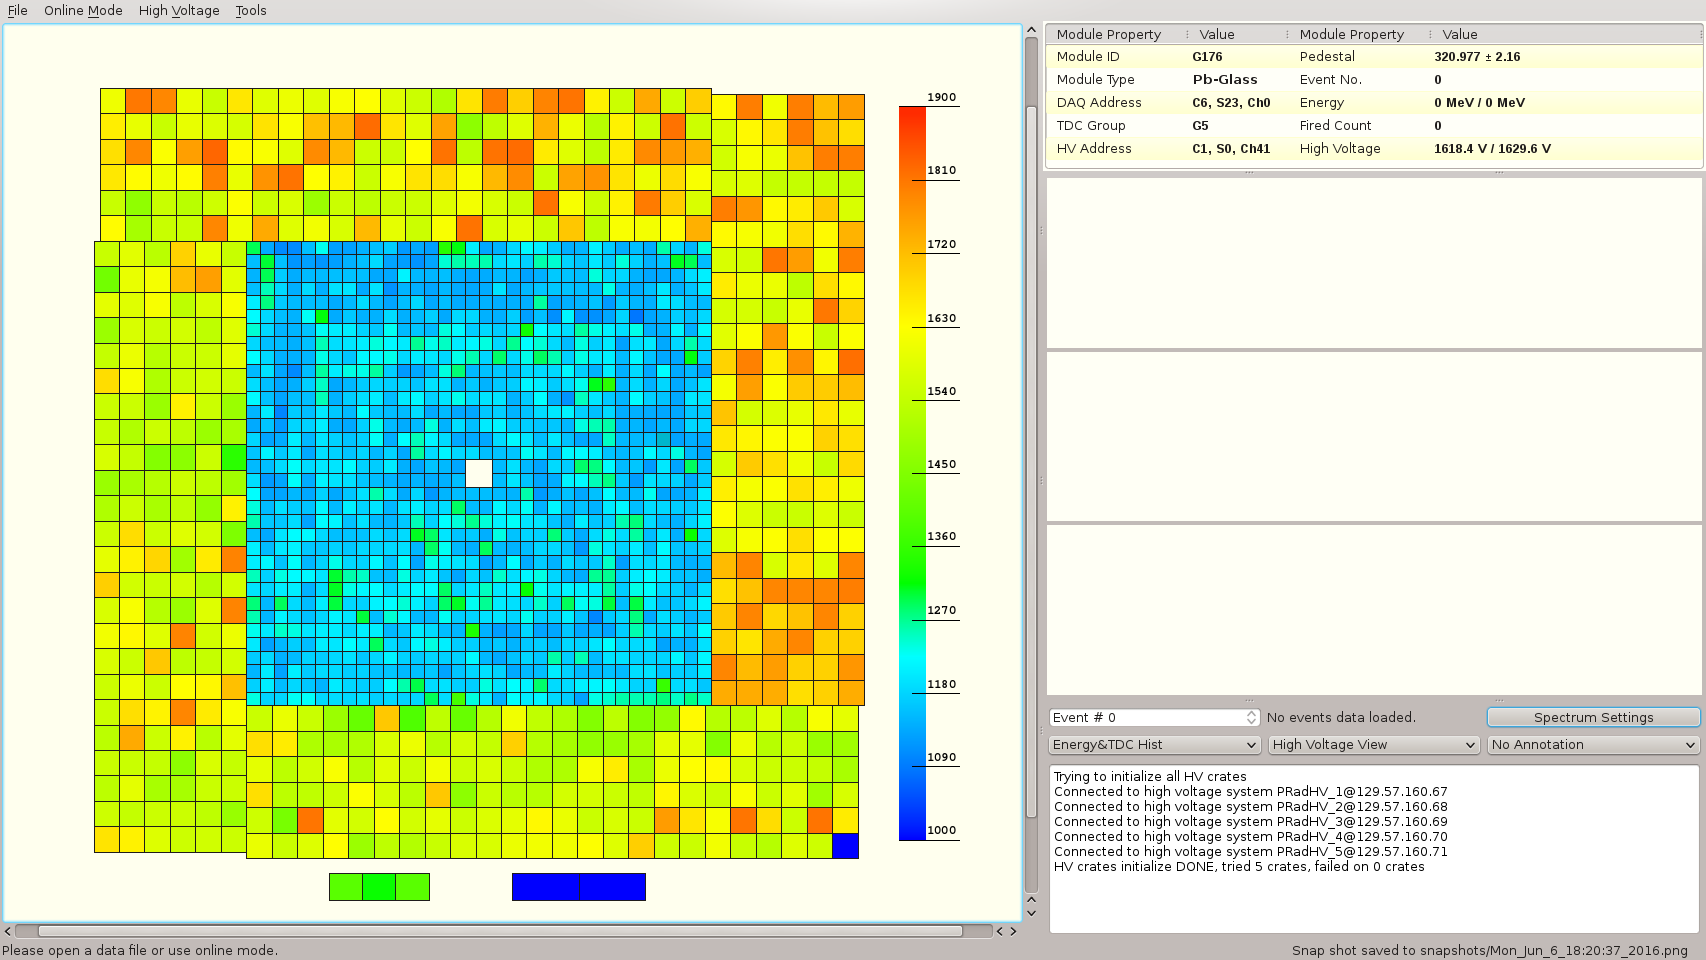 File Online Mode High Voltage Tools
1900
1810
1720
1630
1540
1450
1360
1270
1180
1090
1000
Module Property Value Module Property Value
Module ID G176 Pedestal 320.977 ± 2.16
Module Type Pb-Glass Event No. 0
DAQ Address C6, S23, Ch0 Energy 0 MeV / 0 MeV
TDC Group G5 Fired Count 0
HV Address C1, S0, Ch41 High Voltage 1618.4 V / 1629.6 V
Event # 0 No events data loaded. Spectrum Settings
Energy&TDC Hist High Voltage View No Annotation
Trying to initialize all HV crates
Connected to high voltage system PRadHV_1@129.57.160.67
Connected to high voltage system PRadHV_2@129.57.160.68
Connected to high voltage system PRadHV_3@129.57.160.69
Connected to high voltage system PRadHV_4@129.57.160.70
Connected to high voltage system PRadHV_5@129.57.160.71
HV crates initialize DONE, tried 5 crates, failed on 0 crates
Please open a data file or use online mode. Snap shot saved to snapshots/Mon_Jun_6_18:20:37_2016.png